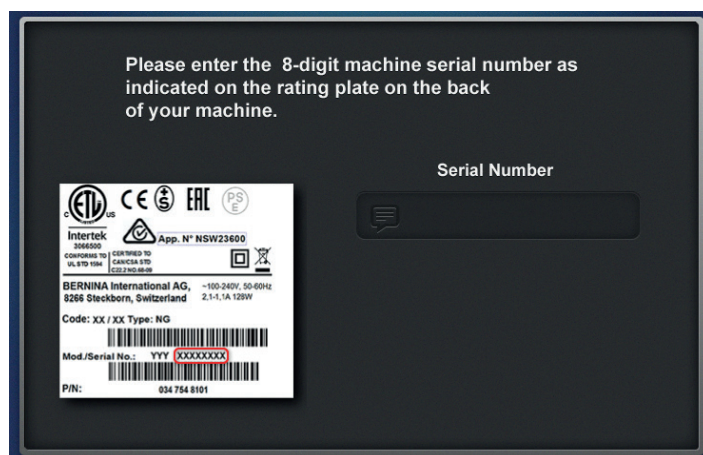 Please enter the 8-digit machine serial number as
indicated on the rating plate on the back
of your machine.
Serial Number
ETL
C US
Intertek
3066500
CONFORMS TO
UL STD 1594
CERTIFIED TO
CAN/CSA STD
C22.2 NO.68-09
CE S EAC PS E
App. N° NSW23600
BERNINA International AG,
8266 Steckborn, Switzerland
~100-240V, 50-60Hz
2,1-1,1A 128W
Code: XX / XX Type: NG
Mod./Serial No.: YYY XXXXXXXX
P/N: 034 754 8101